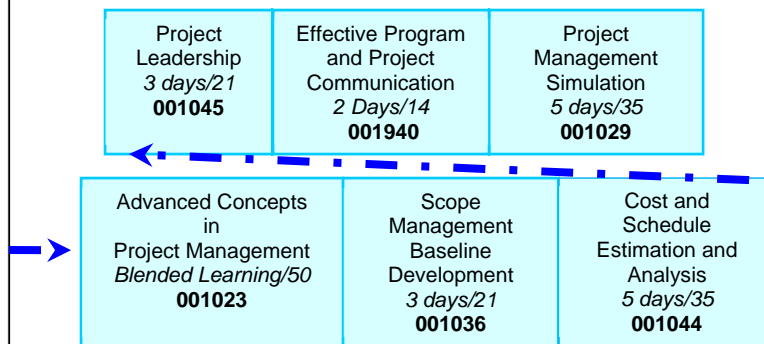 Project
Leadership
3 days/21
001045
Effective Program
and Project
Communication
2 Days/14
001940
Project
Management
Simulation
5 days/35
001029
Advanced Concepts
in
Project Management
Blended Learning/50
001023
Scope
Management
Baseline
Development
3 days/21
001036
Cost and
Schedule
Estimation and
Analysis
5 days/35
001044